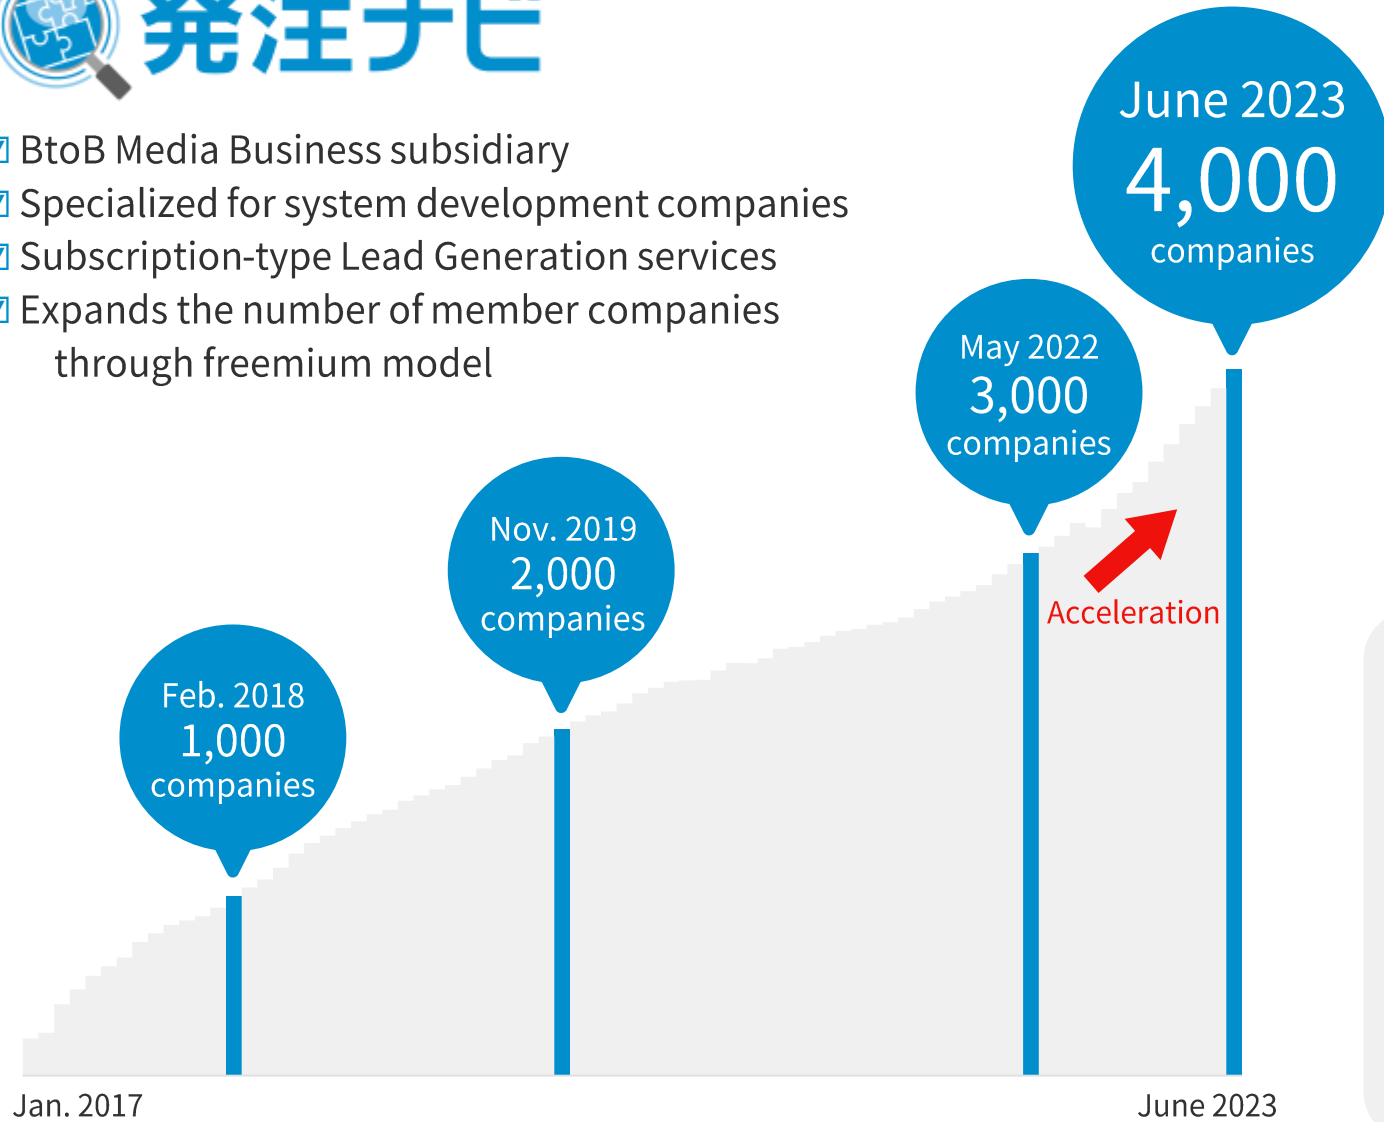 発注ナビ
BtoB Media Business subsidiary
Specialized for system development companies
Subscription-type Lead Generation services
Expands the number of member companies
through freemium model
June 2023
4,000
companies
May 2022
3,000
companies
Nov. 2019
2,000
companies
Feb. 2018
1,000
companies
Acceleration
Jan. 2017
June 2023